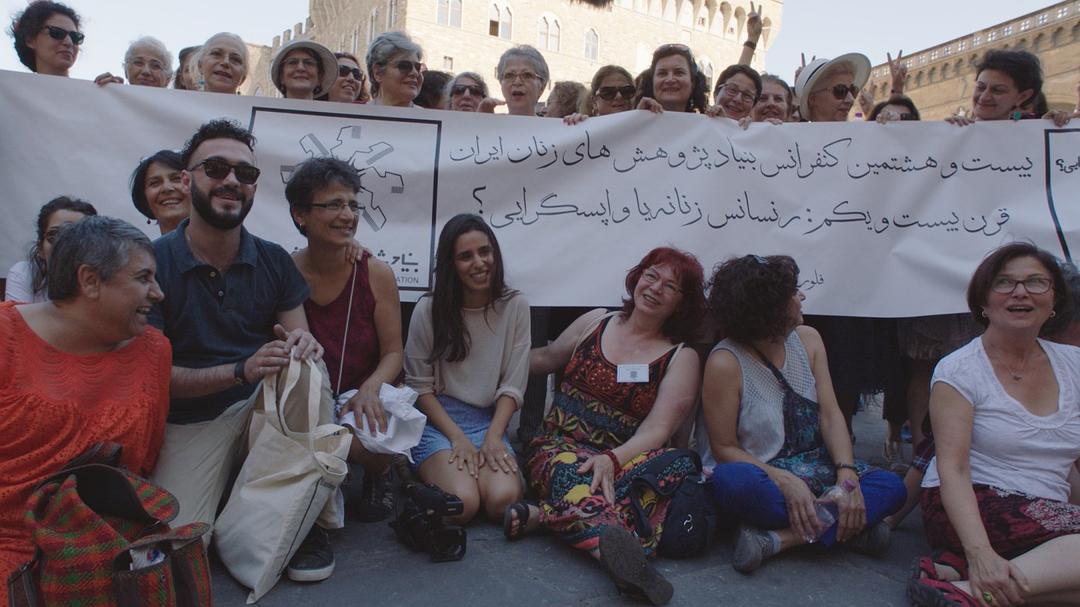 بیست و هشتمین کنفرانس بنیاد پژوهش های زنان ایران
قرن بیست و یکم: رنسانس زنانه یا واپسگرایی؟